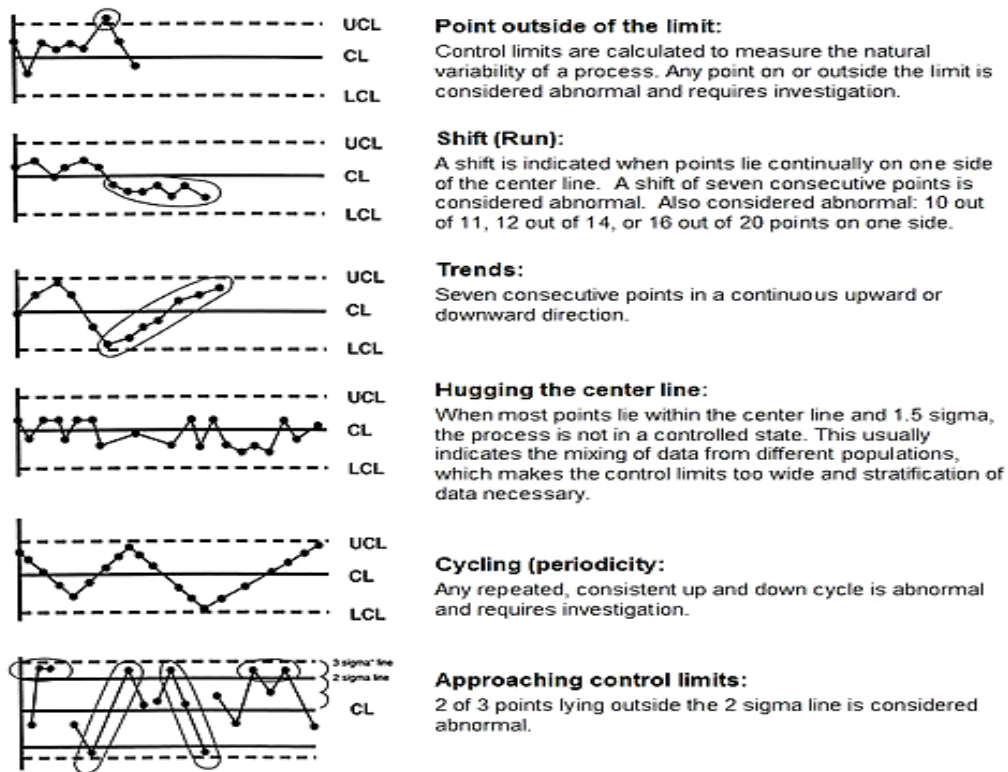 UCL
CL
LCL
Point outside of the limit:
Control limits are calculated to measure the natural
variability of a process. Any point on or outside the limit is
considered abnormal and requires investigation.
UCL
CL
LCL
Shift (Run):
A shift is indicated when points lie continually on one side
of the center line. A shift of seven consecutive points is
considered abnormal. Also considered abnormal: 10 out
of 11, 12 out of 14, or 16 out of 20 points on one side.
UCL
CL
LCL
Trends:
Seven consecutive points in a continuous upward or
downward direction.
UCL
CL
LCL
Hugging the center line:
When most points lie within the center line and 1.5 sigma,
the process is not in a controlled state. This usually
indicates the mixing of data from different populations,
which makes the control limits too wide and stratification of
data necessary.
UCL
CL
LCL
Cycling (periodicity:
Any repeated, consistent up and down cycle is abnormal
and requires investigation.
3 sigma" line
2 sigma line
CL
Approaching control limits:
2 of 3 points lying outside the 2 sigma line is considered
abnormal.